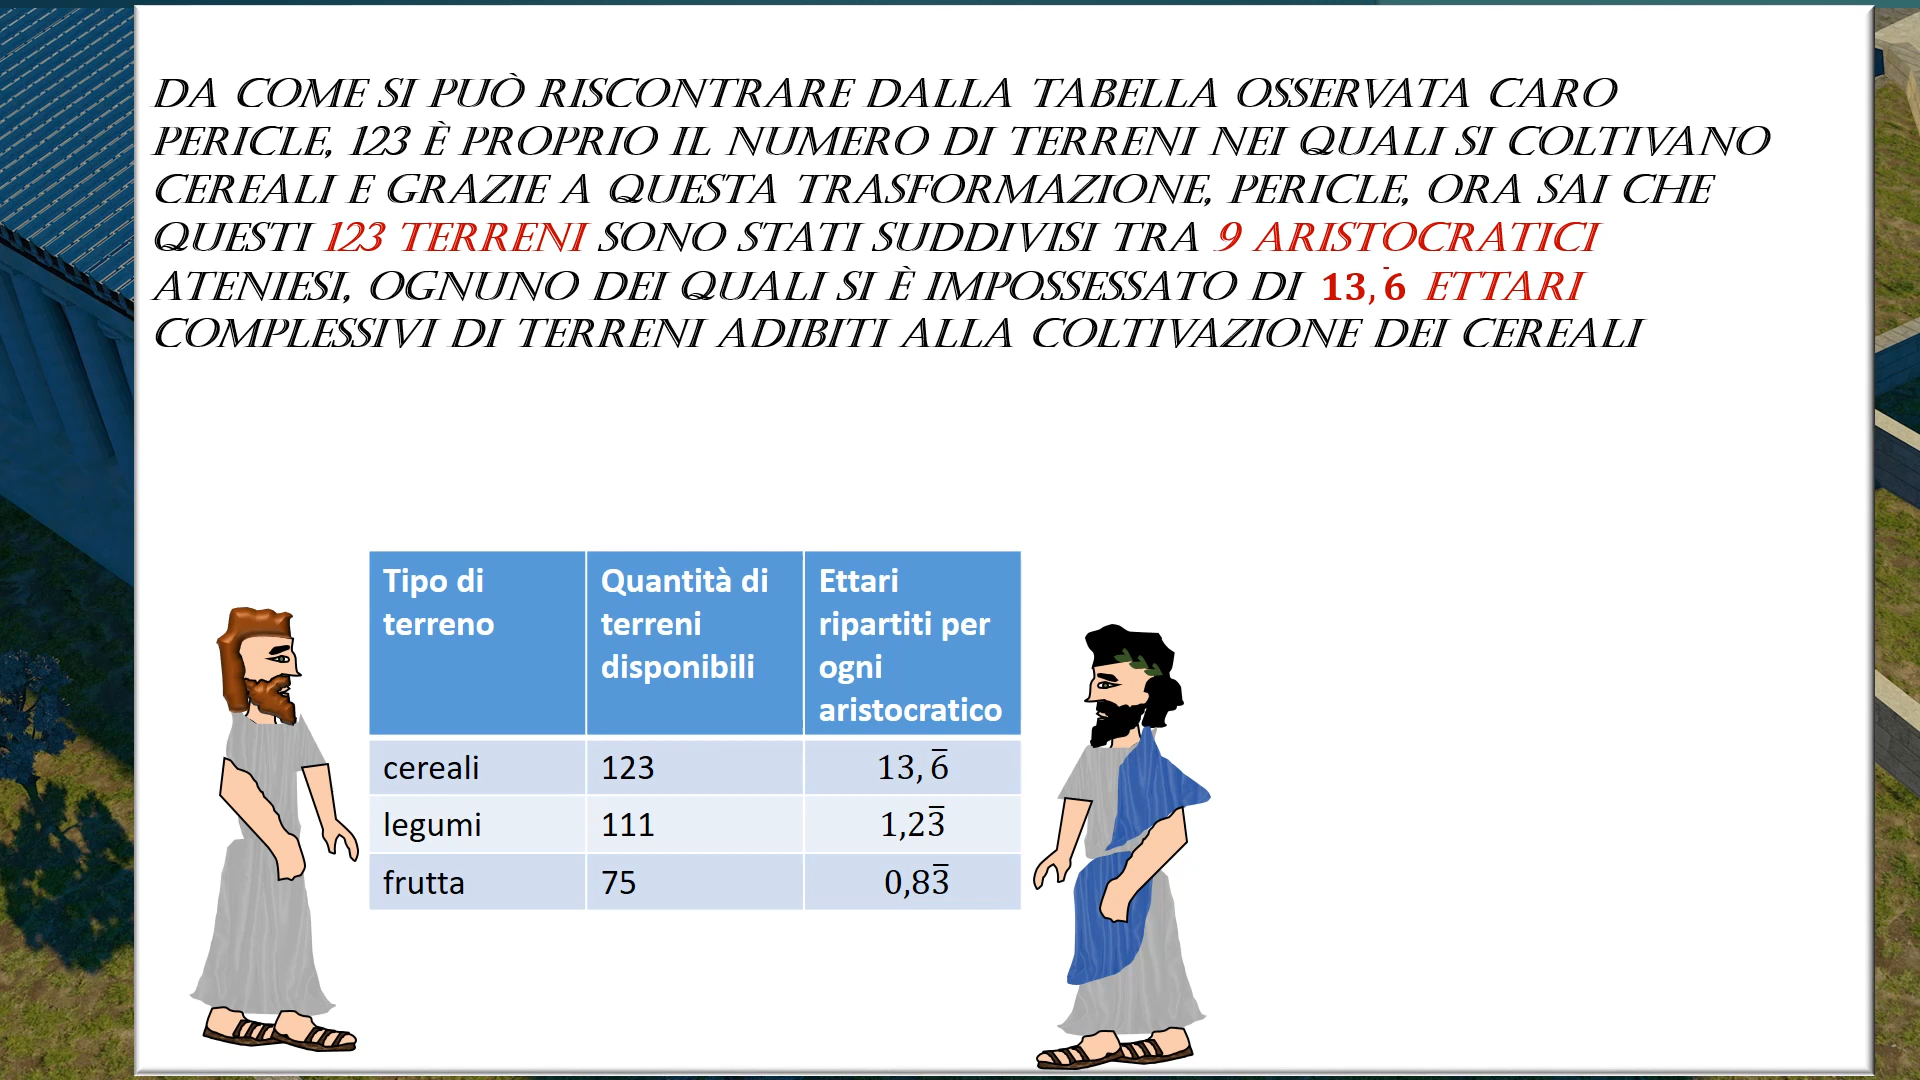 DA COME SI PUÒ RISCONTRARE DALLA TABELLA OSSERVATA CARO
PERICLE, 123 È PROPRIO IL NUMERO DI TERRENI NEI QUALI SI COLTIVANO
CEREALI E GRAZIE A QUESTA TRASFORMAZIONE, PERICLE, ORA SAI CHE
QUESTI 123 TERRENI SONO STATI SUDDIVISI TRA 9 ARISTOCRATICI
ATENIESI, OGNUNO DEI QUALI SI È IMPOSSESSATO DI 13,6̅ ETTARI
COMPLESSIVI DI TERRENI ADIBITI ALLA COLTIVAZIONE DEI CEREALI
Tipo di terreno Quantità di terreni disponibili Ettari ripartiti per ogni aristocratico
cereali 123 13,6̅
legumi 111 1,23̅
frutta 75 0,83̅